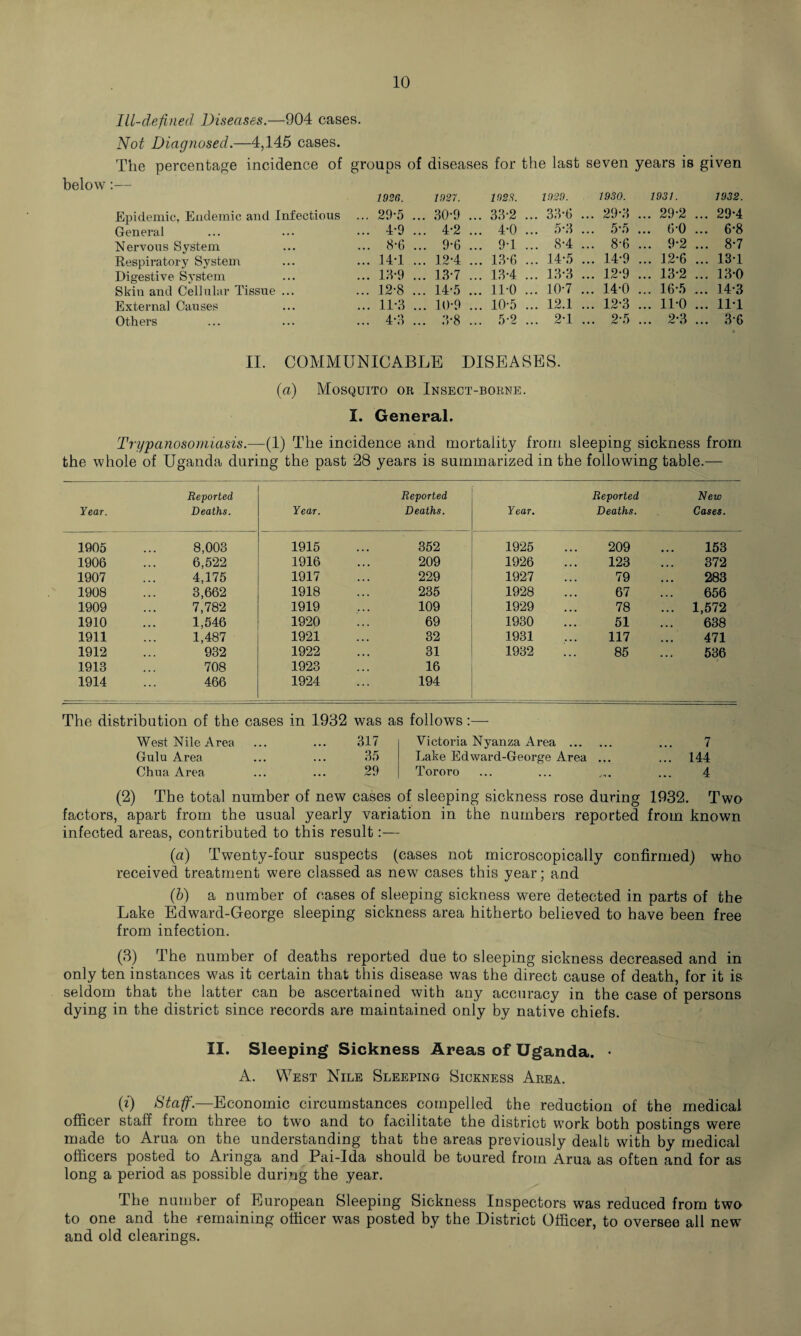 10
Ill-defined Diseases.—904 cases.
Not Diagnosed.—4,145 cases.
The percentage incidence of groups of diseases for the last seven years is given
below :—
1926. 1927. 1928. 1929. 1930. 1931. 1932.
Epidemic, Endemic and Infectious ... 29·5 ... 30·9 ... 33·2 ... 33·6 ... 29·3 ... 29·2 ... 29·4
General ... ... ... 4·9 ... 4·2 ... 4·0 ... 5·3 ... 5·5 ... 6·0 ... 6·8
Nervous System ... ... 8·6 ... 9·6 ... 9·1 ... 8·4 ... 8·6 ... 9·2 ... 8·7
Respiratory System ... ... 14·1 ... 12·4 ... 13·6 ... 14·5 ... 14·9 ... 12·6 ... 13·1
Digestive System ... ... 13·9 ... 13·7 ... 13·4 ... 13·3 ... 12·9 ... 13·2 ... 13·0
Skin and Cellular Tissue ... ... 12·8 ... 14·5 ... 11·0 ... 10·7 ... 14·0 ... 16·5 ... 14·3
External Causes ... ... 11·3 ... 10·9 ... 10·5 ... 12.1 ... 12·3 ... 11·0 ... 11·1
Others ... ... ... 4·3 ... 3·8 ... 5·2 ... 2·1 ... 2·5 ... 2·3 ... 3·6
II. COMMUNICABLE DISEASES.
(a) Mosquito or Insect-borne.
I. General.
Trypanosomiasis.—(1) The incidence and mortality from sleeping sickness from
the whole of Uganda during the past 28 years is summarized in the following table.—
Reported Reported Reported New
Year. Deaths. Year. Deaths. Year. Deaths. Cases.
1905 ... 8,003 1915 ... 352 1925 ... 209 ... 153
1906 ... 6,522 1916 ... 209 1926 ... 123 ... 372
1907 ... 4,175 1917 ... 229 1927 ... 79 ... 283
1908 ... 3,662 1918 ... 235 1928 ... 67 ... 656
1909 ... 7,782 1919 ... 109 1929 ... 78 ... 1,572
1910 ... 1,546 1920 ... 69 1930 ... 51 ... 638
1911 ... 1,487 1921 ... 32 1931 ... 117 ... 471
1912 ... 932 1922 ... 31 1932 ... 85 ... 536
1913 ... 708 1923 ... 16
1914 ... 466 1924 ... 194
The distribution of the cases in 1932 was as follows :—
West Nile Area ... ... 317 Victoria Nyanza Area ... ... ... 7
Gulu Area ... ... 35 Lake Edward-George Area ... ... 144
Chua Area ... ... 29 Tororo ... ... ... ... 4
(2) The total number of new cases of sleeping sickness rose during 1932. Two
factors, apart from the usual yearly variation in the numbers reported from known
infected areas, contributed to this result :—
(a) Twenty-four suspects (cases not microscopically confirmed) who
received treatment were classed as new cases this year; and
(b) a number of cases of sleeping sickness were detected in parts of the
Lake Edward-George sleeping sickness area hitherto believed to have been free
from infection.
(3) The number of deaths reported due to sleeping sickness decreased and in
only ten instances was it certain that this disease was the direct cause of death, for it is
seldom that the latter can be ascertained with any accuracy in the case of persons
dying in the district since records are maintained only by native chiefs.
II. Sleeping Sickness Areas of Uganda.
A. West Nile Sleeping Sickness Area.
(i) Staff.—Economic circumstances compelled the reduction of the medical
officer staff from three to two and to facilitate the district work both postings were
made to Arua on the understanding that the areas previously dealt with by medical
officers posted to Aringa and Pai-Ida should be toured from Arua as often and for as
long a period as possible during the year.
The number of European Sleeping Sickness Inspectors was reduced from two
to one and the remaining officer was posted by the District Officer, to oversee all new
and old clearings.